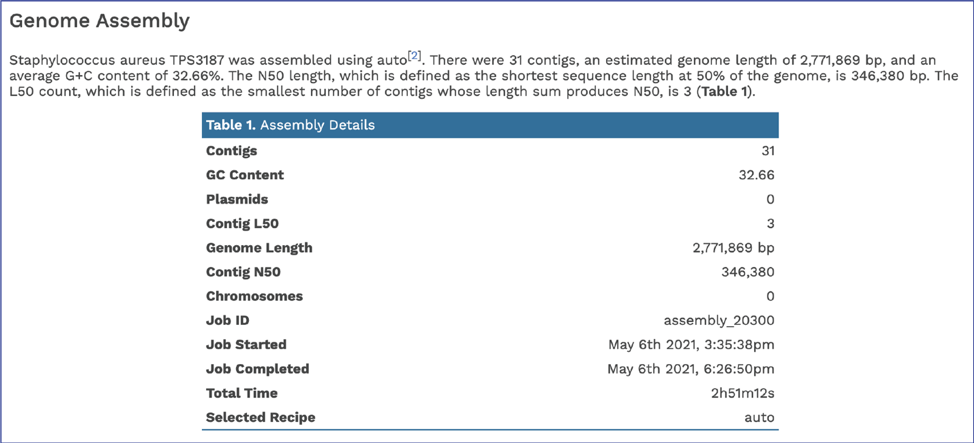 Genome Assembly
Staphylococcus aureus TPS3187 was assembled using auto[2]. There were 31 contigs, an estimated genome length of 2,771,869 bp, and an
average G+C content of 32.66%. The N50 length, which is defined as the shortest sequence length at 50% of the genome, is 346,380 bp. The
L50 count, which is defined as the smallest number of contigs whose length sum produces N50, is 3 (Table 1).
Table 1. Assembly Details
Contigs 31
GC Content 32.66
Plasmids 0
Contig L50 3
Genome Length 2,771,869 bp
Contig N50 346,380
Chromosomes 0
Job ID assembly_20300
Job Started May 6th 2021, 3:35:38pm
Job Completed May 6th 2021, 6:26:50pm
Total Time 2h51m12s
Selected Recipe auto